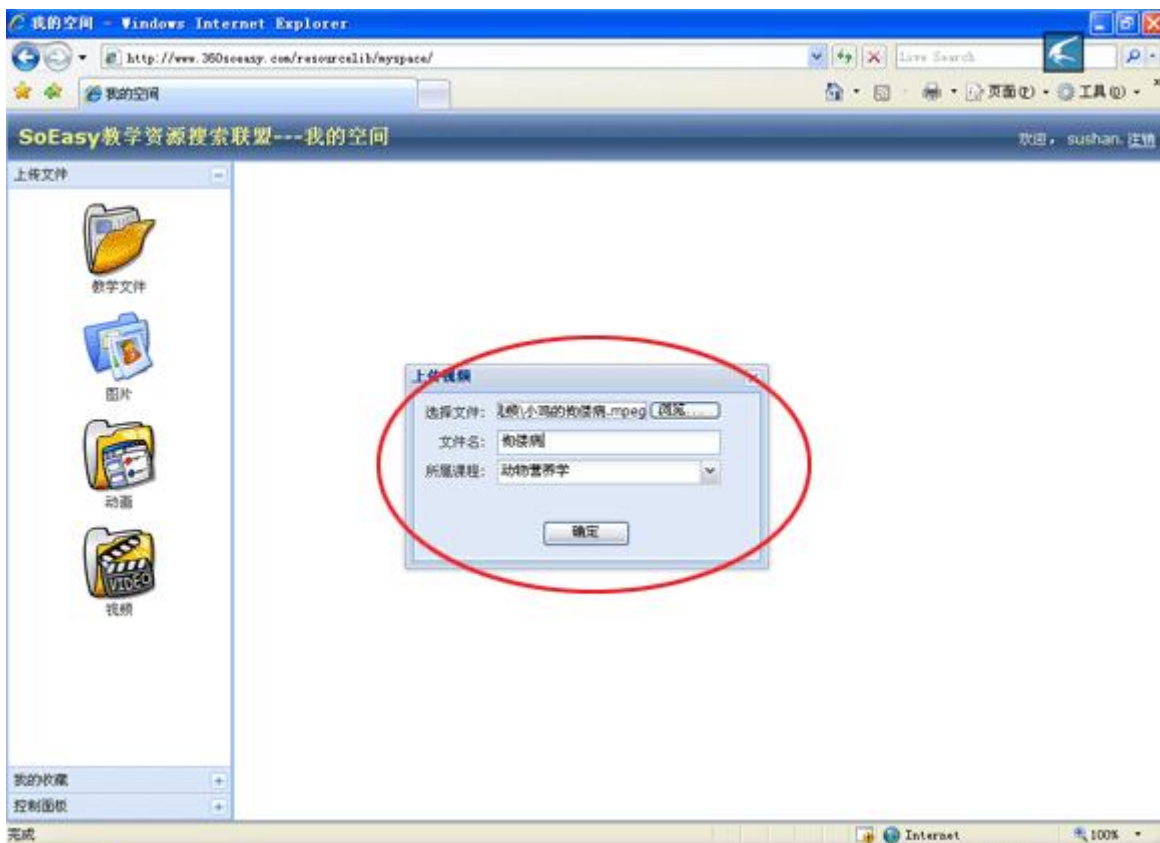 我的空间 - Windows Internet Explorer
http://www.360soeasy.com/resourcelib/myspace/
Live Search
我的空间
页面(P) 工具(O)
SoEasy教学资源搜索联盟---我的空间
欢迎，sushan. 注销
上传文件
教学文件
图片
动画
视频
上传视频
选择文件: 视频\小鸡的佝偻病.mpeg 浏览...
文件名: 佝偻病
所属课程: 动物营养学
确定
我的收藏
控制面板
完成
Internet
100%
VIDEO